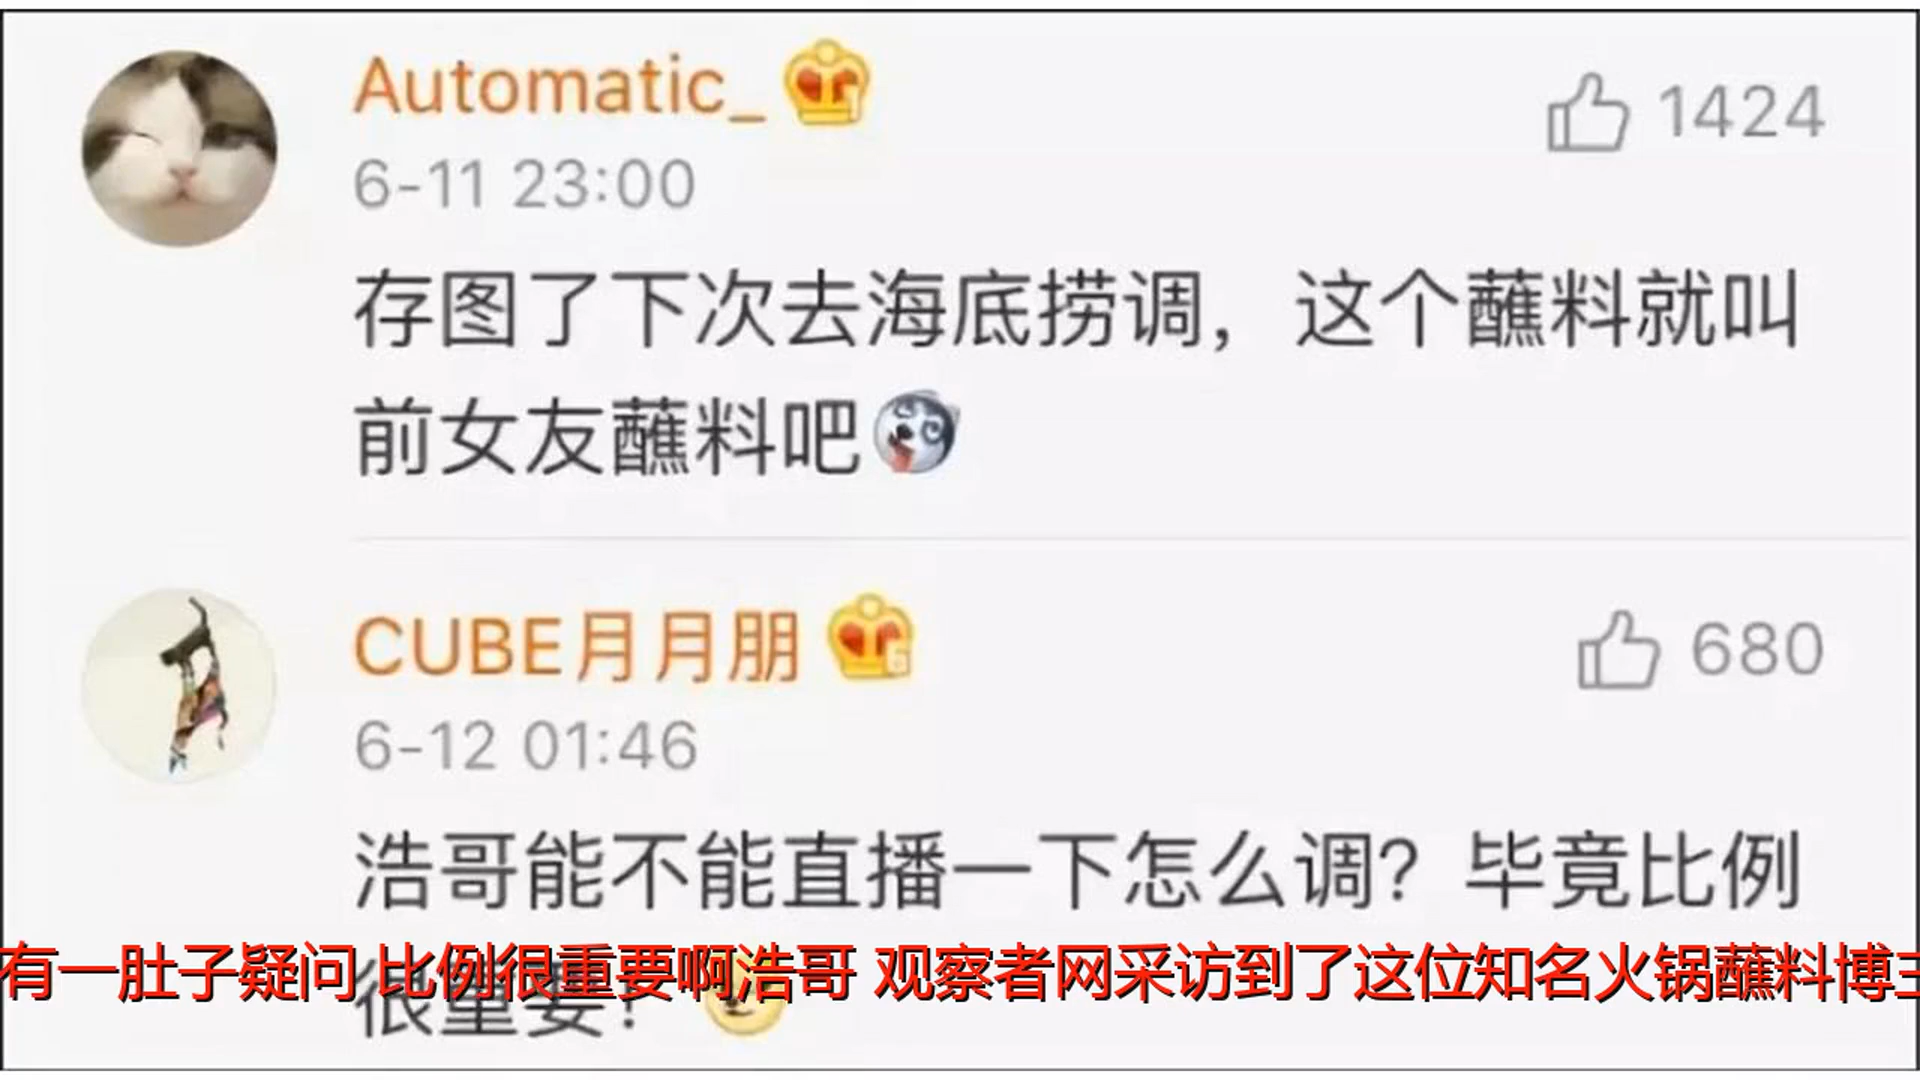 Automatic_
1424
6-11 23:00
存图了下次去海底捞调，这个蘸料就叫
前女友蘸料吧
CUBE月月朋
680
6-12 01:46
浩哥能不能直播一下怎么调？毕竟比例
很重要！
有一肚子疑问 比例很重要啊浩哥 观察者网采访到了这位知名火锅蘸料博主